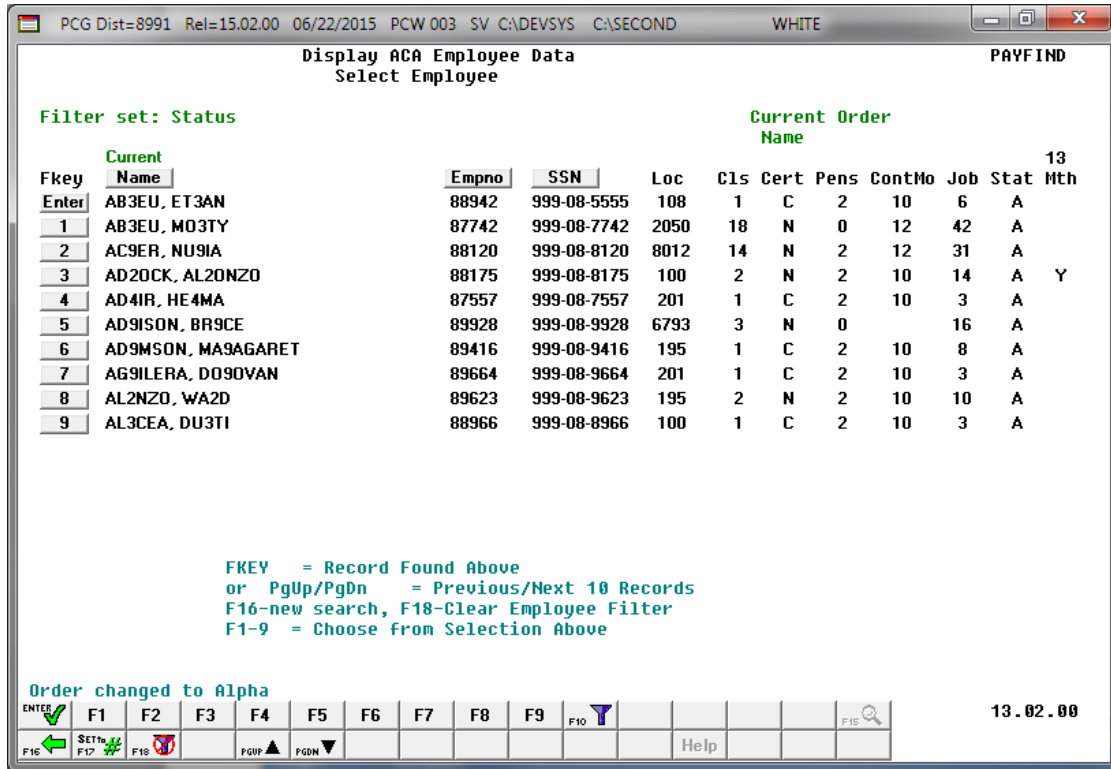 PCG Dist=8991 Rel=15.02.00 06/22/2015 PCW 003 SV C:\DEVSYS C:\SECOND WHITE
Display ACA Employee Data PAYFIND
Select Employee
Filter set: Status Current Order
Name
Current 13
Fkey Name Empno SSN Loc Cls Cert Pens ContMo Job Stat Mth
Enter AB3EU, ET3AN 88942 999-08-5555 108 1 C 2 10 6 A
1 AB3EU, MO3TY 87742 999-08-7742 2050 18 N 0 12 42 A
2 AC9ER, NU9IA 88120 999-08-8120 8012 14 N 2 12 31 A
3 AD2OCK, AL2ONZO 88175 999-08-8175 100 2 N 2 10 14 A Y
4 AD4IR, HE4MA 87557 999-08-7557 201 1 C 2 10 3 A
5 AD9ISON, BR9CE 89928 999-08-9928 6793 3 N 0 16 A
6 AD9MSON, MA9AGARET 89416 999-08-9416 195 1 C 2 10 8 A
7 AG9ILERA, DO9OVAN 89664 999-08-9664 201 1 C 2 10 3 A
8 AL2NZO, WA2D 89623 999-08-9623 195 2 N 2 10 10 A
9 AL3CEA, DU3TI 88966 999-08-8966 100 1 C 2 10 3 A
FKEY = Record Found Above
or PgUp/PgDn = Previous/Next 10 Records
F16-new search, F18-Clear Employee Filter
F1-9 = Choose from Selection Above
Order changed to Alpha
ENTER F1 F2 F3 F4 F5 F6 F7 F8 F9 F10 F15 13.02.00
F16 SETTo F17 # F18 PGUP PGDN Help